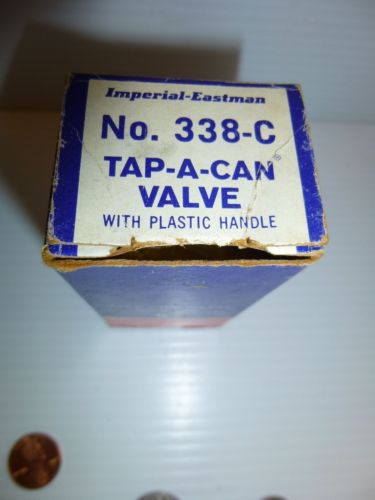 Imperial-Eastman
No. 338-C
TAP-A-CAN®
VALVE
WITH PLASTIC HANDLE